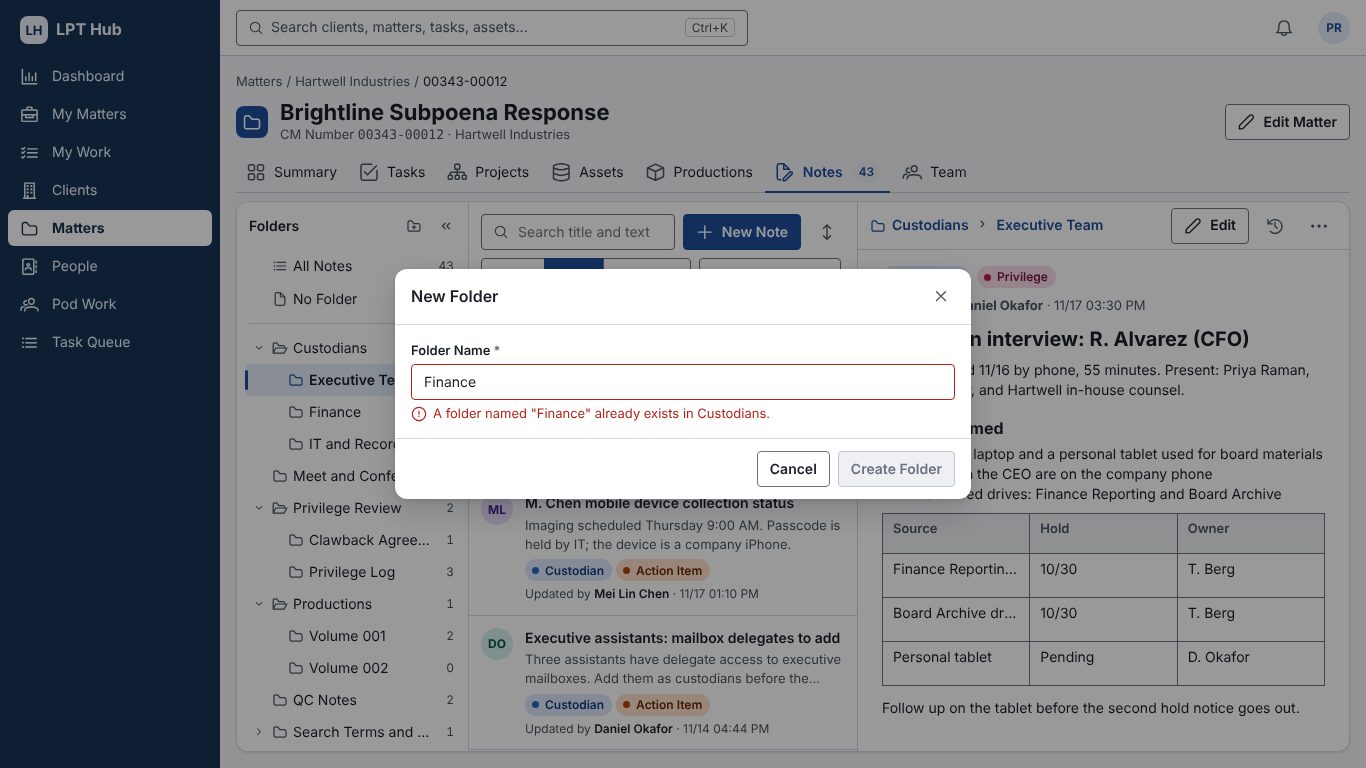 LH LPT Hub
Search clients, matters, tasks, assets... Ctrl+K
PR
Dashboard
My Matters
My Work
Clients
Matters
People
Pod Work
Task Queue
Matters / Hartwell Industries / 00343-00012
Brightline Subpoena Response
CM Number 00343-00012 · Hartwell Industries
Edit Matter
Summary Tasks Projects Assets Productions Notes 43 Team
Folders
All Notes 43
No Folder
Custodians
Executive Te
Finance
IT and Recor
Meet and Confe
Privilege Review 2
Clawback Agree... 1
Privilege Log 3
Productions 1
Volume 001 2
Volume 002 0
QC Notes 2
Search Terms and ... 1
Search title and text New Note
New Folder
Folder Name *
Finance
A folder named "Finance" already exists in Custodians.
Cancel Create Folder
ML M. Chen mobile device collection status
Imaging scheduled Thursday 9:00 AM. Passcode is
held by IT; the device is a company iPhone.
Custodian Action Item
Updated by Mei Lin Chen · 11/17 01:10 PM
DO Executive assistants: mailbox delegates to add
Three assistants have delegate access to executive
mailboxes. Add them as custodians before the...
Custodian Action Item
Updated by Daniel Okafor · 11/14 04:44 PM
Custodians > Executive Team Edit
Privilege
niel Okafor · 11/17 03:30 PM
n interview: R. Alvarez (CFO)
d 11/16 by phone, 55 minutes. Present: Priya Raman,
, and Hartwell in-house counsel.
med
laptop and a personal tablet used for board materials
the CEO are on the company phone
ed drives: Finance Reporting and Board Archive
Source Hold Owner
Finance Reportin... 10/30 T. Berg
Board Archive dr... 10/30 T. Berg
Personal tablet Pending D. Okafor
Follow up on the tablet before the second hold notice goes out.